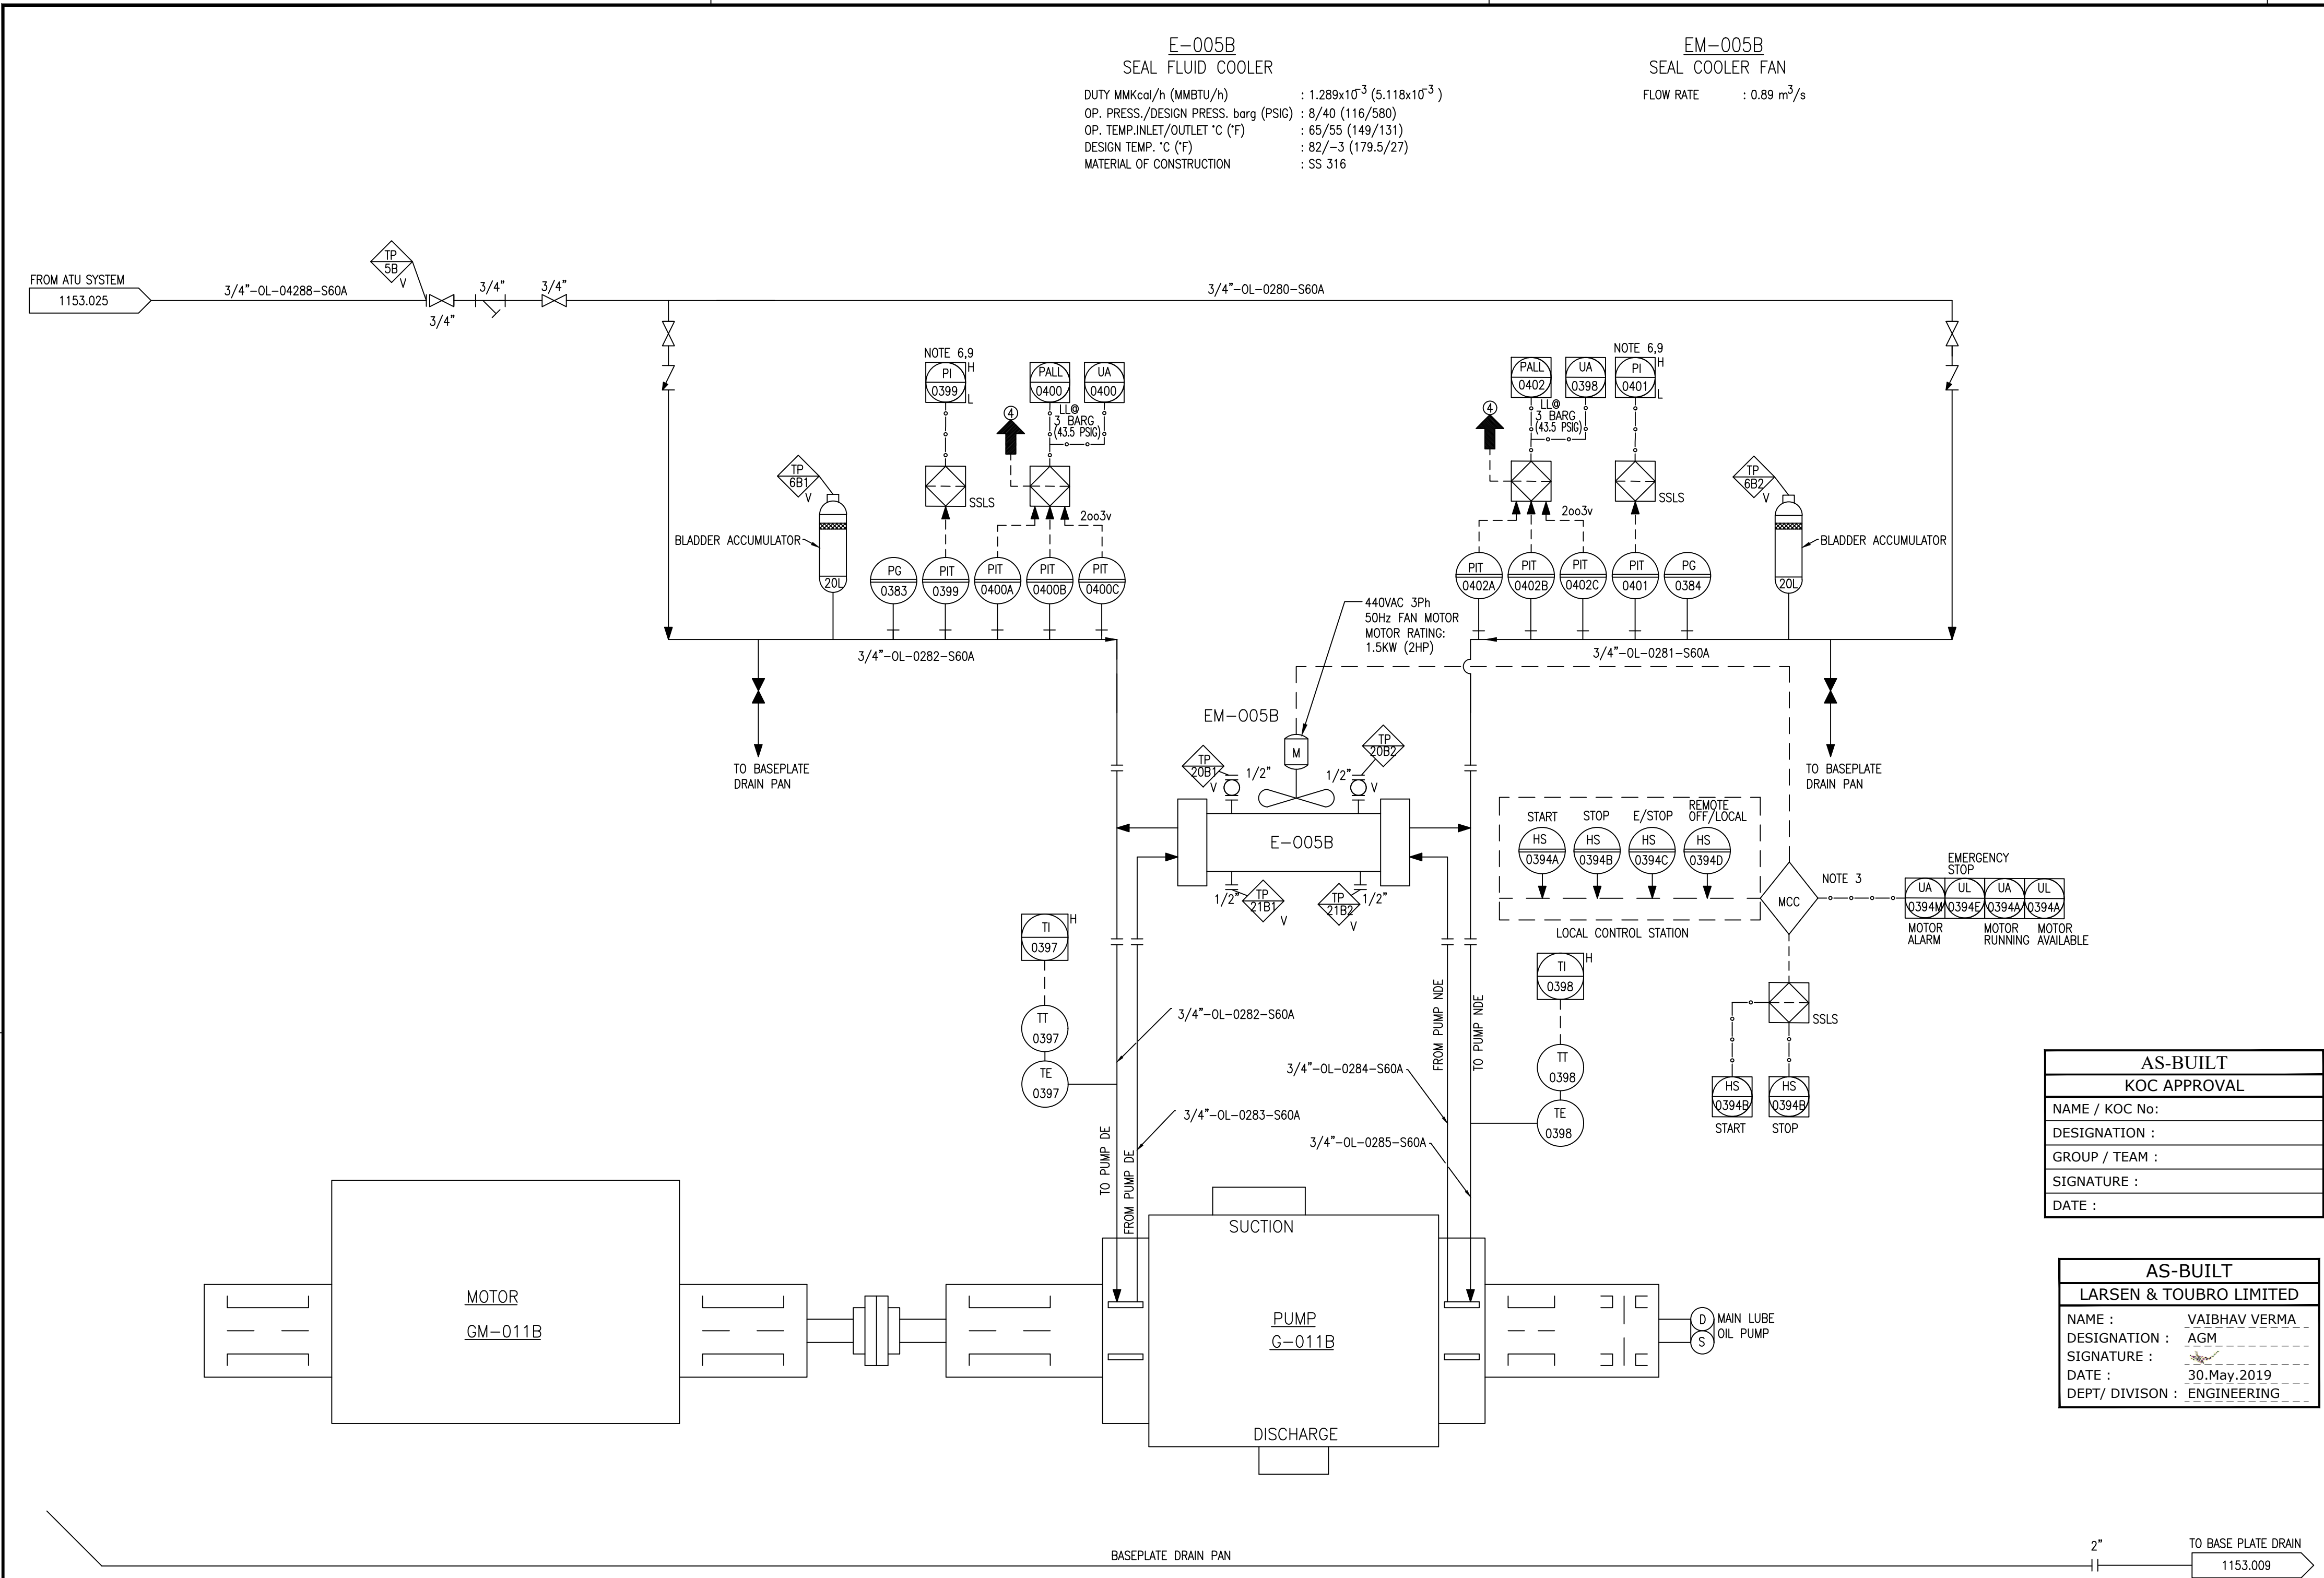 E-005B
SEAL FLUID COOLER
DUTY MMKcal/h (MMBTU/h) : 1.289x10-3 (5.118x10-3 )
OP. PRESS./DESIGN PRESS. barg (PSIG) : 8/40 (116/580)
OP. TEMP.INLET/OUTLET °C (°F) : 65/55 (149/131)
DESIGN TEMP. °C (°F) : 82/-3 (179.5/27)
MATERIAL OF CONSTRUCTION : SS 316
EM-005B
SEAL COOLER FAN
FLOW RATE : 0.89 m3/s
FROM ATU SYSTEM
1153.025
3/4"-OL-04288-S60A
TP
5B
V
3/4"
3/4"
3/4"
3/4"-OL-0280-S60A
NOTE 6,9
PI
0399
H
L
PALL
0400
UA
0400
LL@
3 BARG
(43.5 PSIG)
4
SSLS
2oo3v
TP
6B1
V
BLADDER ACCUMULATOR
20L
PG
0383
PIT
0399
PIT
0400A
PIT
0400B
PIT
0400C
3/4"-OL-0282-S60A
TO BASEPLATE
DRAIN PAN
NOTE 6,9
PALL
0402
UA
0398
PI
0401
H
L
LL@
3 BARG
(43.5 PSIG)
4
SSLS
2oo3v
TP
6B2
V
BLADDER ACCUMULATOR
20L
PIT
0402A
PIT
0402B
PIT
0402C
PIT
0401
PG
0384
3/4"-OL-0281-S60A
TO BASEPLATE
DRAIN PAN
440VAC 3Ph
50Hz FAN MOTOR
MOTOR RATING:
1.5KW (2HP)
EM-005B
M
TP
20B1
V
1/2"
TP
20B2
V
1/2"
E-005B
1/2"
TP
21B1
V
TP
21B2
V
1/2"
START
STOP
E/STOP
REMOTE
OFF/LOCAL
HS
0394A
HS
0394B
HS
0394C
HS
0394D
LOCAL CONTROL STATION
MCC
NOTE 3
EMERGENCY
STOP
UA
0394M
UL
0394E
UA
0394A
UL
0394A
MOTOR
ALARM
MOTOR
RUNNING
MOTOR
AVAILABLE
SSLS
HS
0394B
HS
0394B
START
STOP
TI
0397
H
TT
0397
TE
0397
3/4"-OL-0282-S60A
3/4"-OL-0283-S60A
TO PUMP DE
FROM PUMP DE
FROM PUMP NDE
TO PUMP NDE
3/4"-OL-0284-S60A
3/4"-OL-0285-S60A
TI
0398
H
TT
0398
TE
0398
MOTOR
GM-011B
SUCTION
PUMP
G-011B
DISCHARGE
D
S
MAIN LUBE
OIL PUMP
AS-BUILT
KOC APPROVAL
NAME / KOC No:
DESIGNATION :
GROUP / TEAM :
SIGNATURE :
DATE :
AS-BUILT
LARSEN & TOUBRO LIMITED
NAME : VAIBHAV VERMA
DESIGNATION : AGM
SIGNATURE :
DATE : 30.May.2019
DEPT/ DIVISON : ENGINEERING
BASEPLATE DRAIN PAN
2"
TO BASE PLATE DRAIN
1153.009